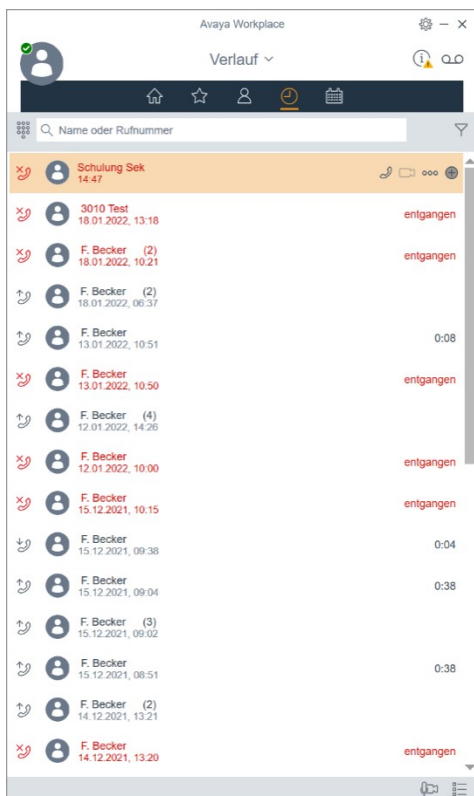 Avaya Workplace
Verlauf
Name oder Rufnummer
Schulung Sek
14:47
3010 Test
18.01.2022, 13:18
entgangen
F. Becker (2)
18.01.2022, 10:21
entgangen
F. Becker (2)
18.01.2022, 06:37
F. Becker
13.01.2022, 10:51
0:08
F. Becker
13.01.2022, 10:50
entgangen
F. Becker (4)
12.01.2022, 14:26
F. Becker
12.01.2022, 10:00
entgangen
F. Becker
15.12.2021, 10:15
entgangen
F. Becker
15.12.2021, 09:38
0:04
F. Becker
15.12.2021, 09:04
0:38
F. Becker (3)
15.12.2021, 09:02
F. Becker
15.12.2021, 08:51
0:38
F. Becker (2)
14.12.2021, 13:21
F. Becker
14.12.2021, 13:20
entgangen